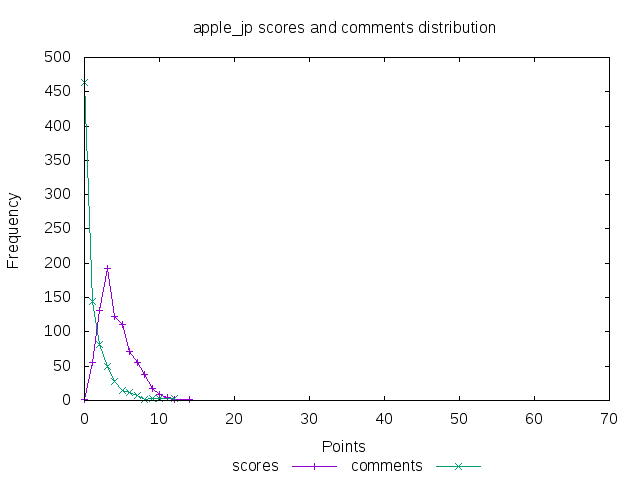 apple_jp scores and comments distribution
500
450
400
350
300
250
200
150
100
50
0
Frequency
0 10 20 30 40 50 60 70
Points
scores comments